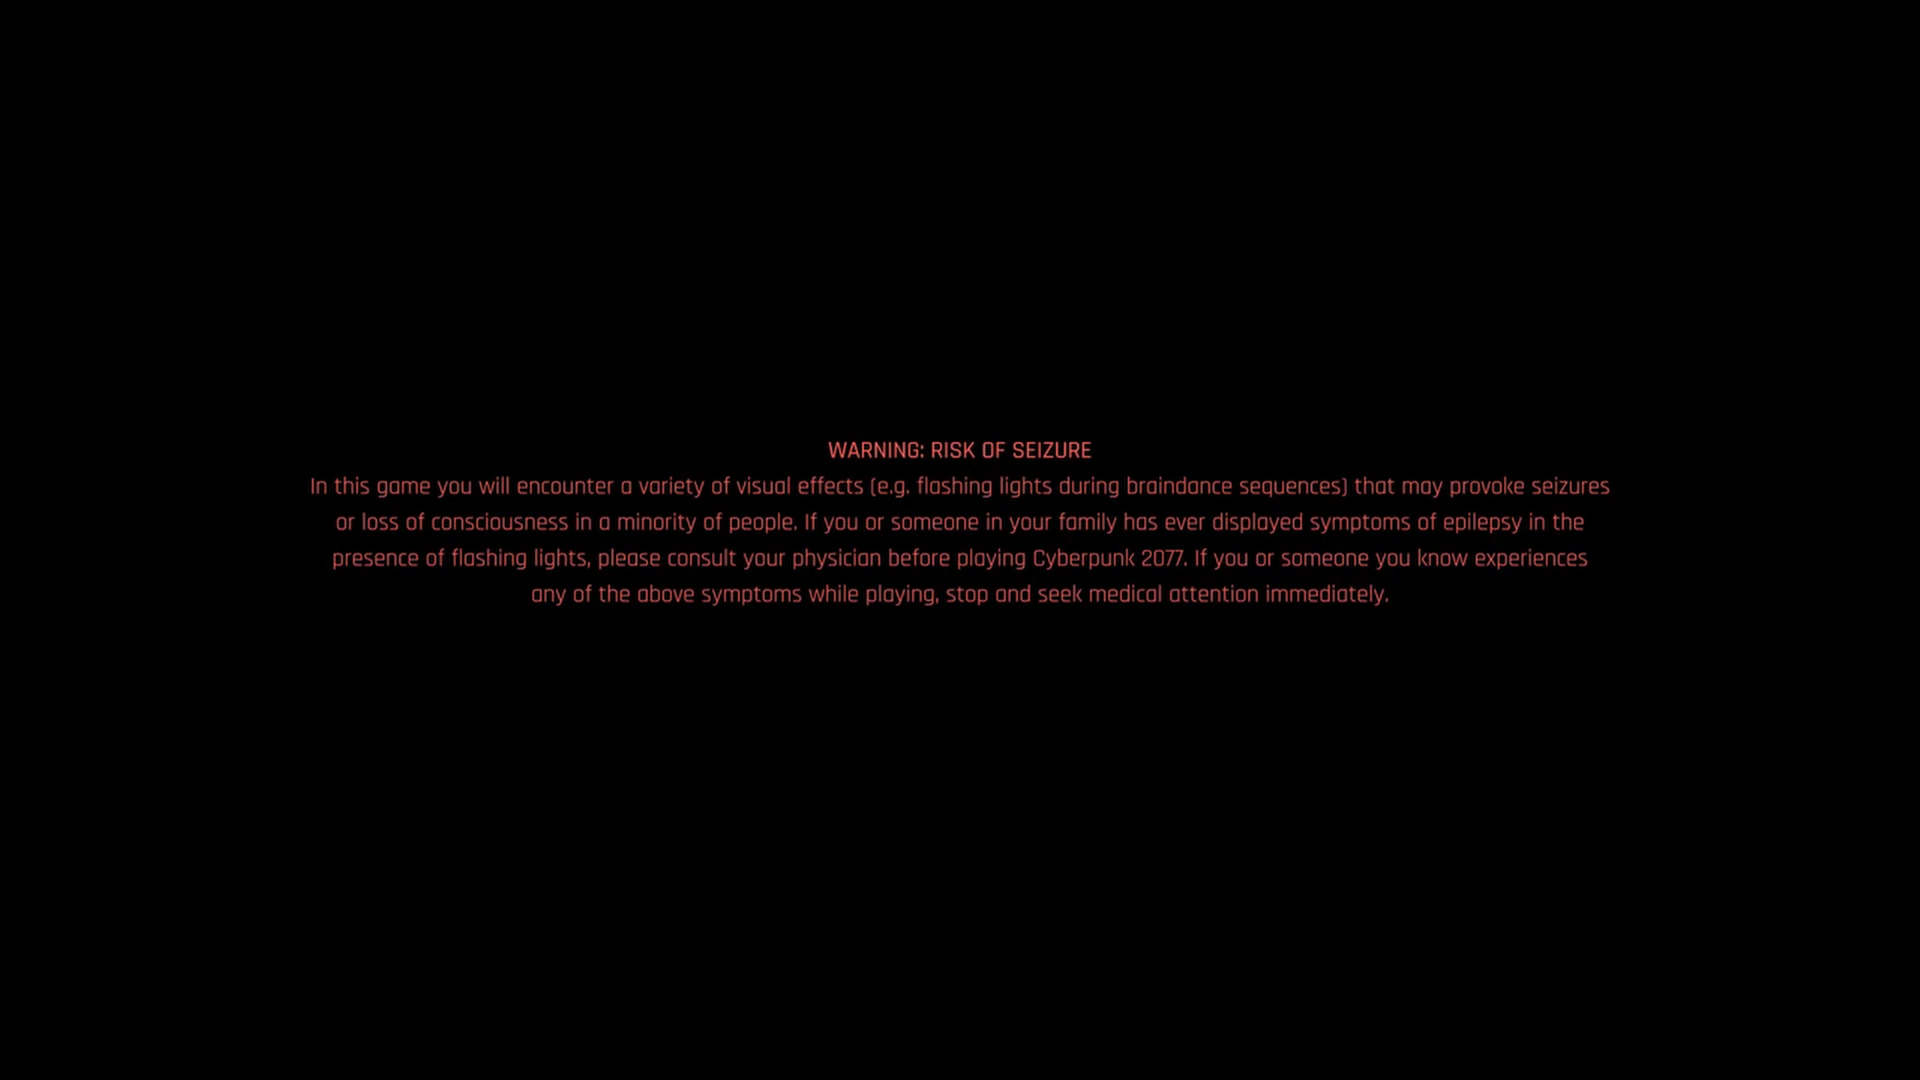 WARNING: RISK OF SEIZURE
In this game you will encounter a variety of visual effects (e.g. flashing lights during braindance sequences) that may provoke seizures
or loss of consciousness in a minority of people. If you or someone in your family has ever displayed symptoms of epilepsy in the
presence of flashing lights, please consult your physician before playing Cyberpunk 2077. If you or someone you know experiences
any of the above symptoms while playing, stop and seek medical attention immediately.